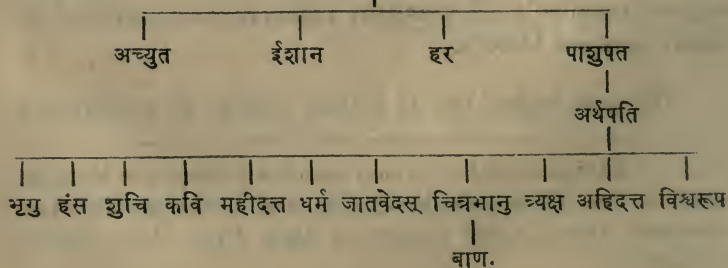 अच्युत ईशान हर पाशुपत
अर्थपति
भृगु हंस शुचि कवि महीदत्त धर्म जातवेदस् चित्रभानु त्र्यक्ष अहिदत्त विश्वरूप
बाण.